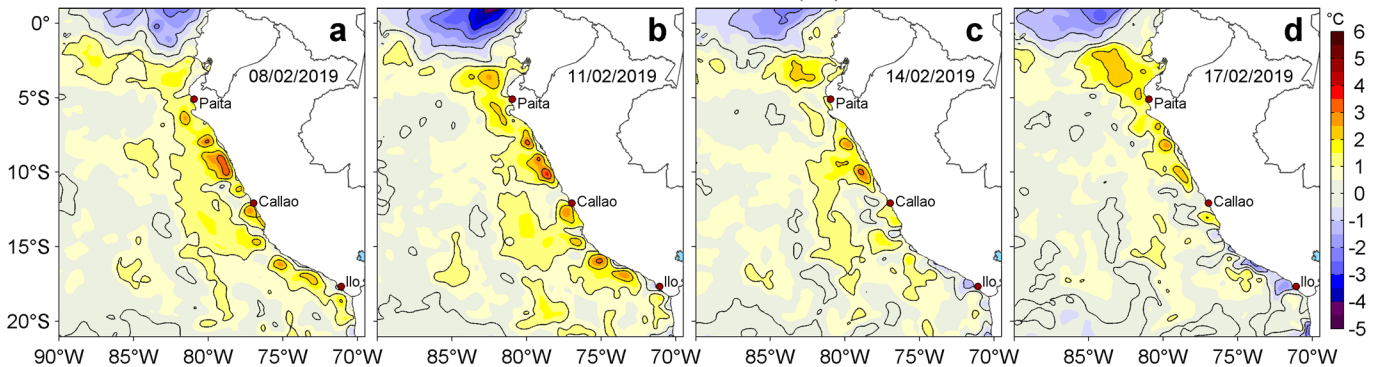 a
b
c
d
°C
0°
08/02/2019
11/02/2019
14/02/2019
17/02/2019
5°S
Paita
Paita
Paita
Paita
10°S
Callao
Callao
Callao
Callao
15°S
Ilo
Ilo
Ilo
Ilo
20°S
90°W 85°W 80°W 75°W 70°W
85°W 80°W 75°W 70°W
85°W 80°W 75°W 70°W
85°W 80°W 75°W 70°W
6
5
4
3
2
1
0
-1
-2
-3
-4
-5